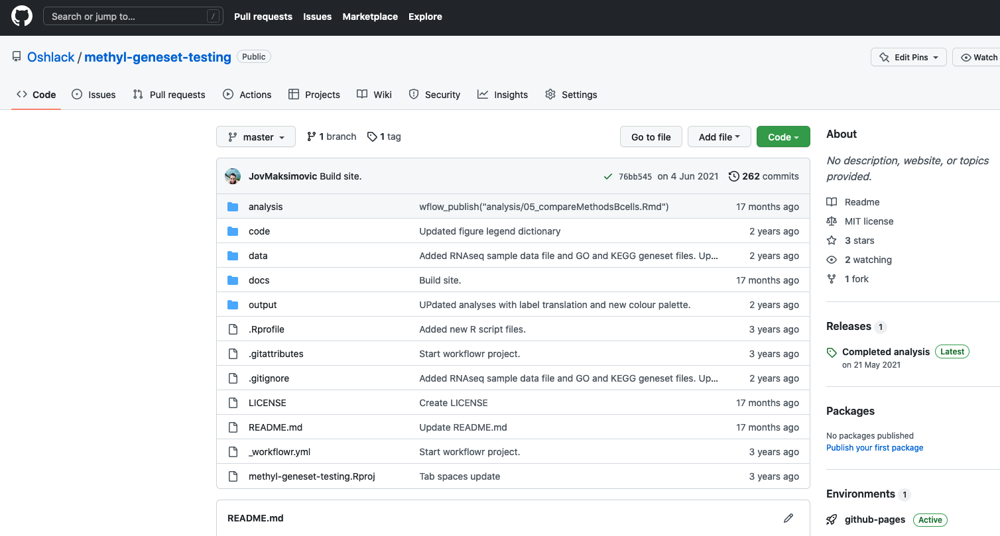 Search or jump to... /
Pull requests Issues Marketplace Explore
Oshlack / methyl-geneset-testing Public
Edit Pins Watch
Code Issues Pull requests Actions Projects Wiki Security Insights Settings
master 1 branch 1 tag
Go to file Add file Code
JovMaksimovic Build site. 76bb545 on 4 Jun 2021 262 commits
analysis wflow_publish("analysis/05_compareMethodsBcells.Rmd") 17 months ago
code Updated figure legend dictionary 2 years ago
data Added RNAseq sample data file and GO and KEGG geneset files. Up... 2 years ago
docs Build site. 17 months ago
output UPdated analyses with label translation and new colour palette. 2 years ago
.Rprofile Added new R script files. 3 years ago
.gitattributes Start workflowr project. 3 years ago
.gitignore Added RNAseq sample data file and GO and KEGG geneset files. Up... 2 years ago
LICENSE Create LICENSE 17 months ago
README.md Update README.md 17 months ago
_workflowr.yml Start workflowr project. 3 years ago
methyl-geneset-testing.Rproj Tab spaces update 3 years ago
README.md
About
No description, website, or topics
provided.
Readme
MIT license
3 stars
2 watching
1 fork
Releases 1
Completed analysis Latest
on 21 May 2021
Packages
No packages published
Publish your first package
Environments 1
github-pages Active